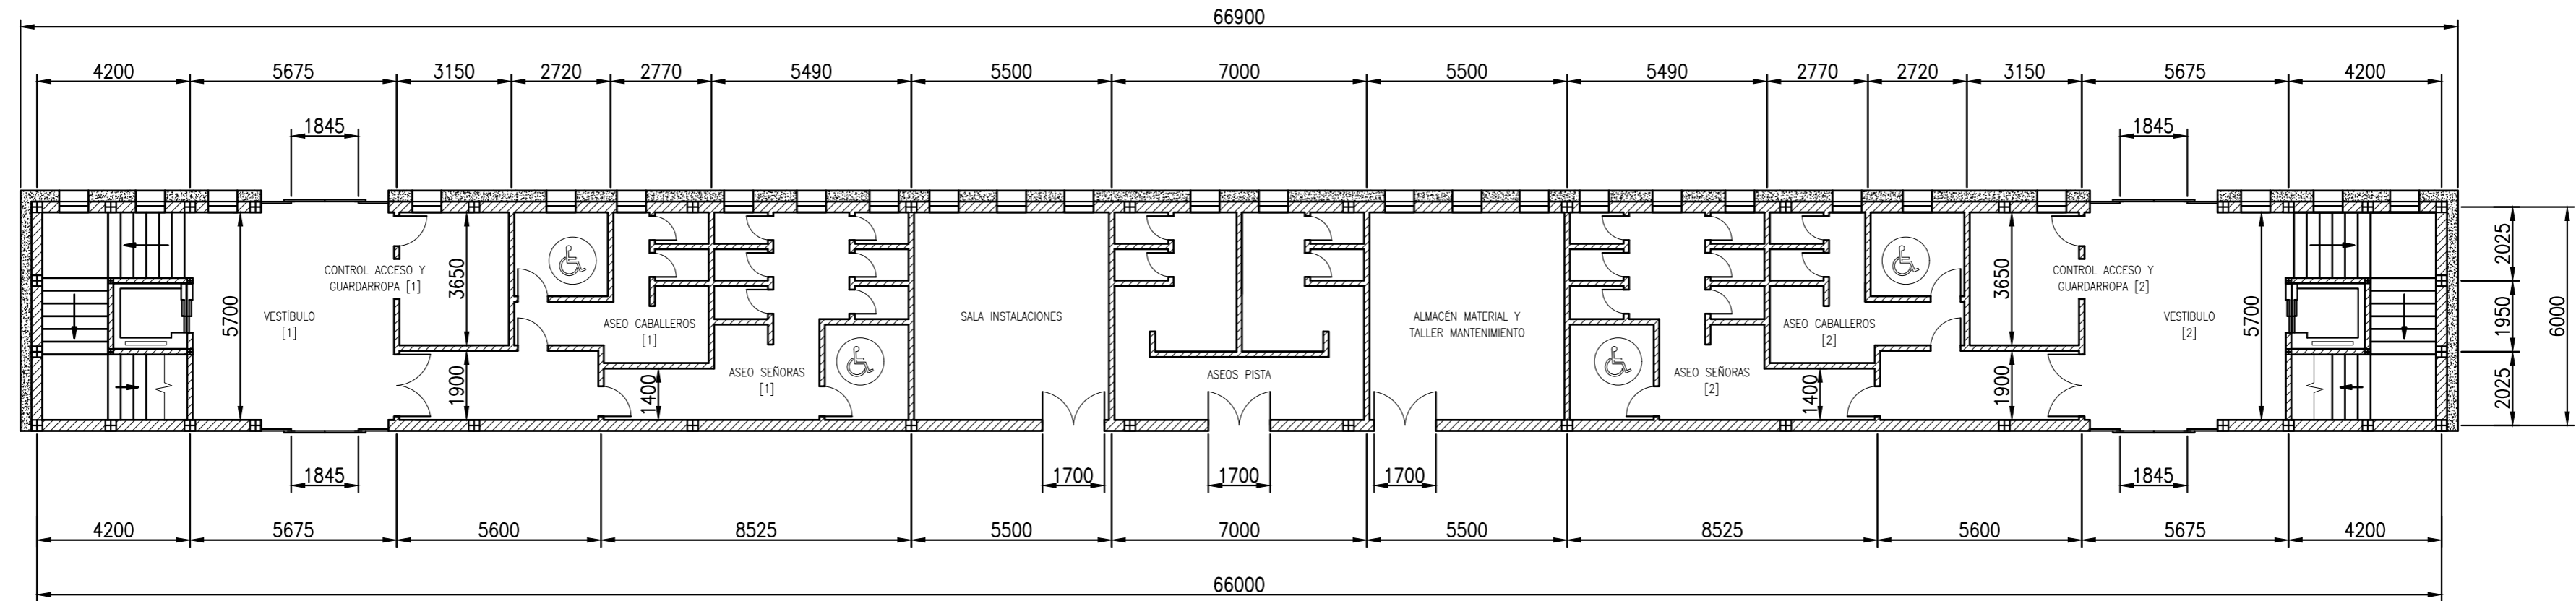 66900
4200 5675 3150 2720 2770 5490 5500 7000 5500 5490 2770 2720 3150 5675 4200
1845 1845
CONTROL ACCESO Y
GUARDARROPA [1]
3650
5700
VESTÍBULO
[1]
1900
ASEO CABALLEROS
[1]
1400
ASEO SEÑORAS
[1]
SALA INSTALACIONES
ASEOS PISTA
ALMACÉN MATERIAL Y
TALLER MANTENIMIENTO
ASEO SEÑORAS
[2]
ASEO CABALLEROS
[2]
1400
1900
3650
CONTROL ACCESO Y
GUARDARROPA [2]
VESTÍBULO
[2]
5700
2025
1950
2025
6000
1845 1700 1700 1700 1845
4200 5675 5600 8525 5500 7000 5500 8525 5600 5675 4200
66000